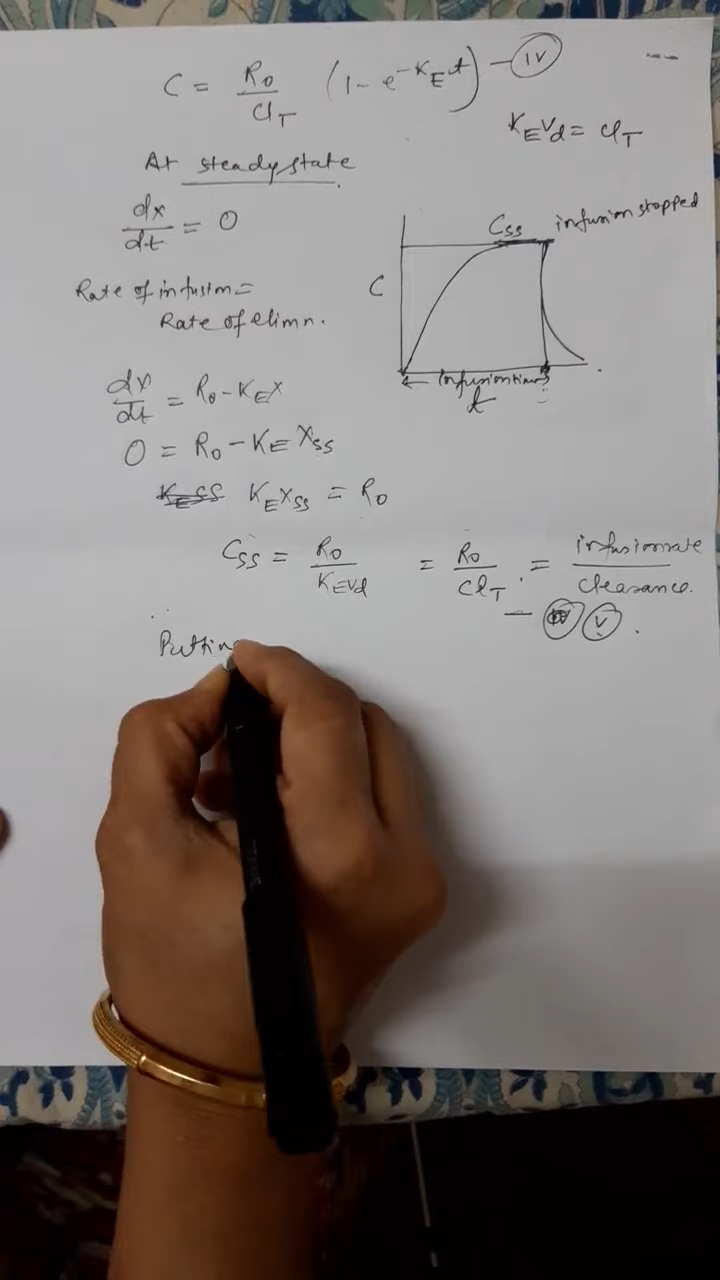 C = R₀/ClT (1 - e^-KEt) - IV
KEVd = ClT
At steady state
dx/dt = 0
Css infusion stopped
C
← Infusion time →
t
Rate of infusion =
Rate of elimn.
dx/dt = R₀ - KEX
0 = R₀ - KE Xss
KEXss = R₀
Css = R₀/KEVd = R₀/ClT = infusion rate/clearance.
- V.
Putting